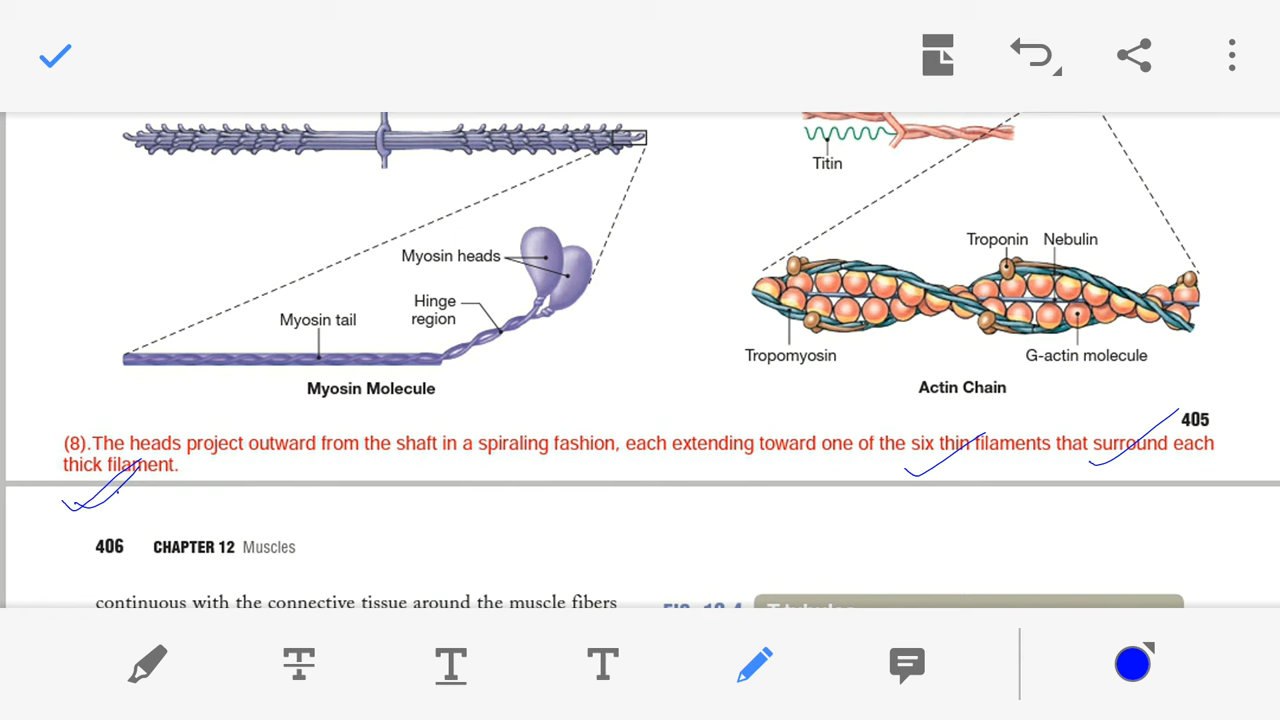 Titin
Troponin Nebulin
Myosin heads
Hinge
region
Myosin tail
Tropomyosin
G-actin molecule
Myosin Molecule
Actin Chain
405
(8).The heads project outward from the shaft in a spiraling fashion, each extending toward one of the six thin filaments that surround each
thick filament.
406 CHAPTER 12 Muscles
continuous with the connective tissue around the muscle fibers